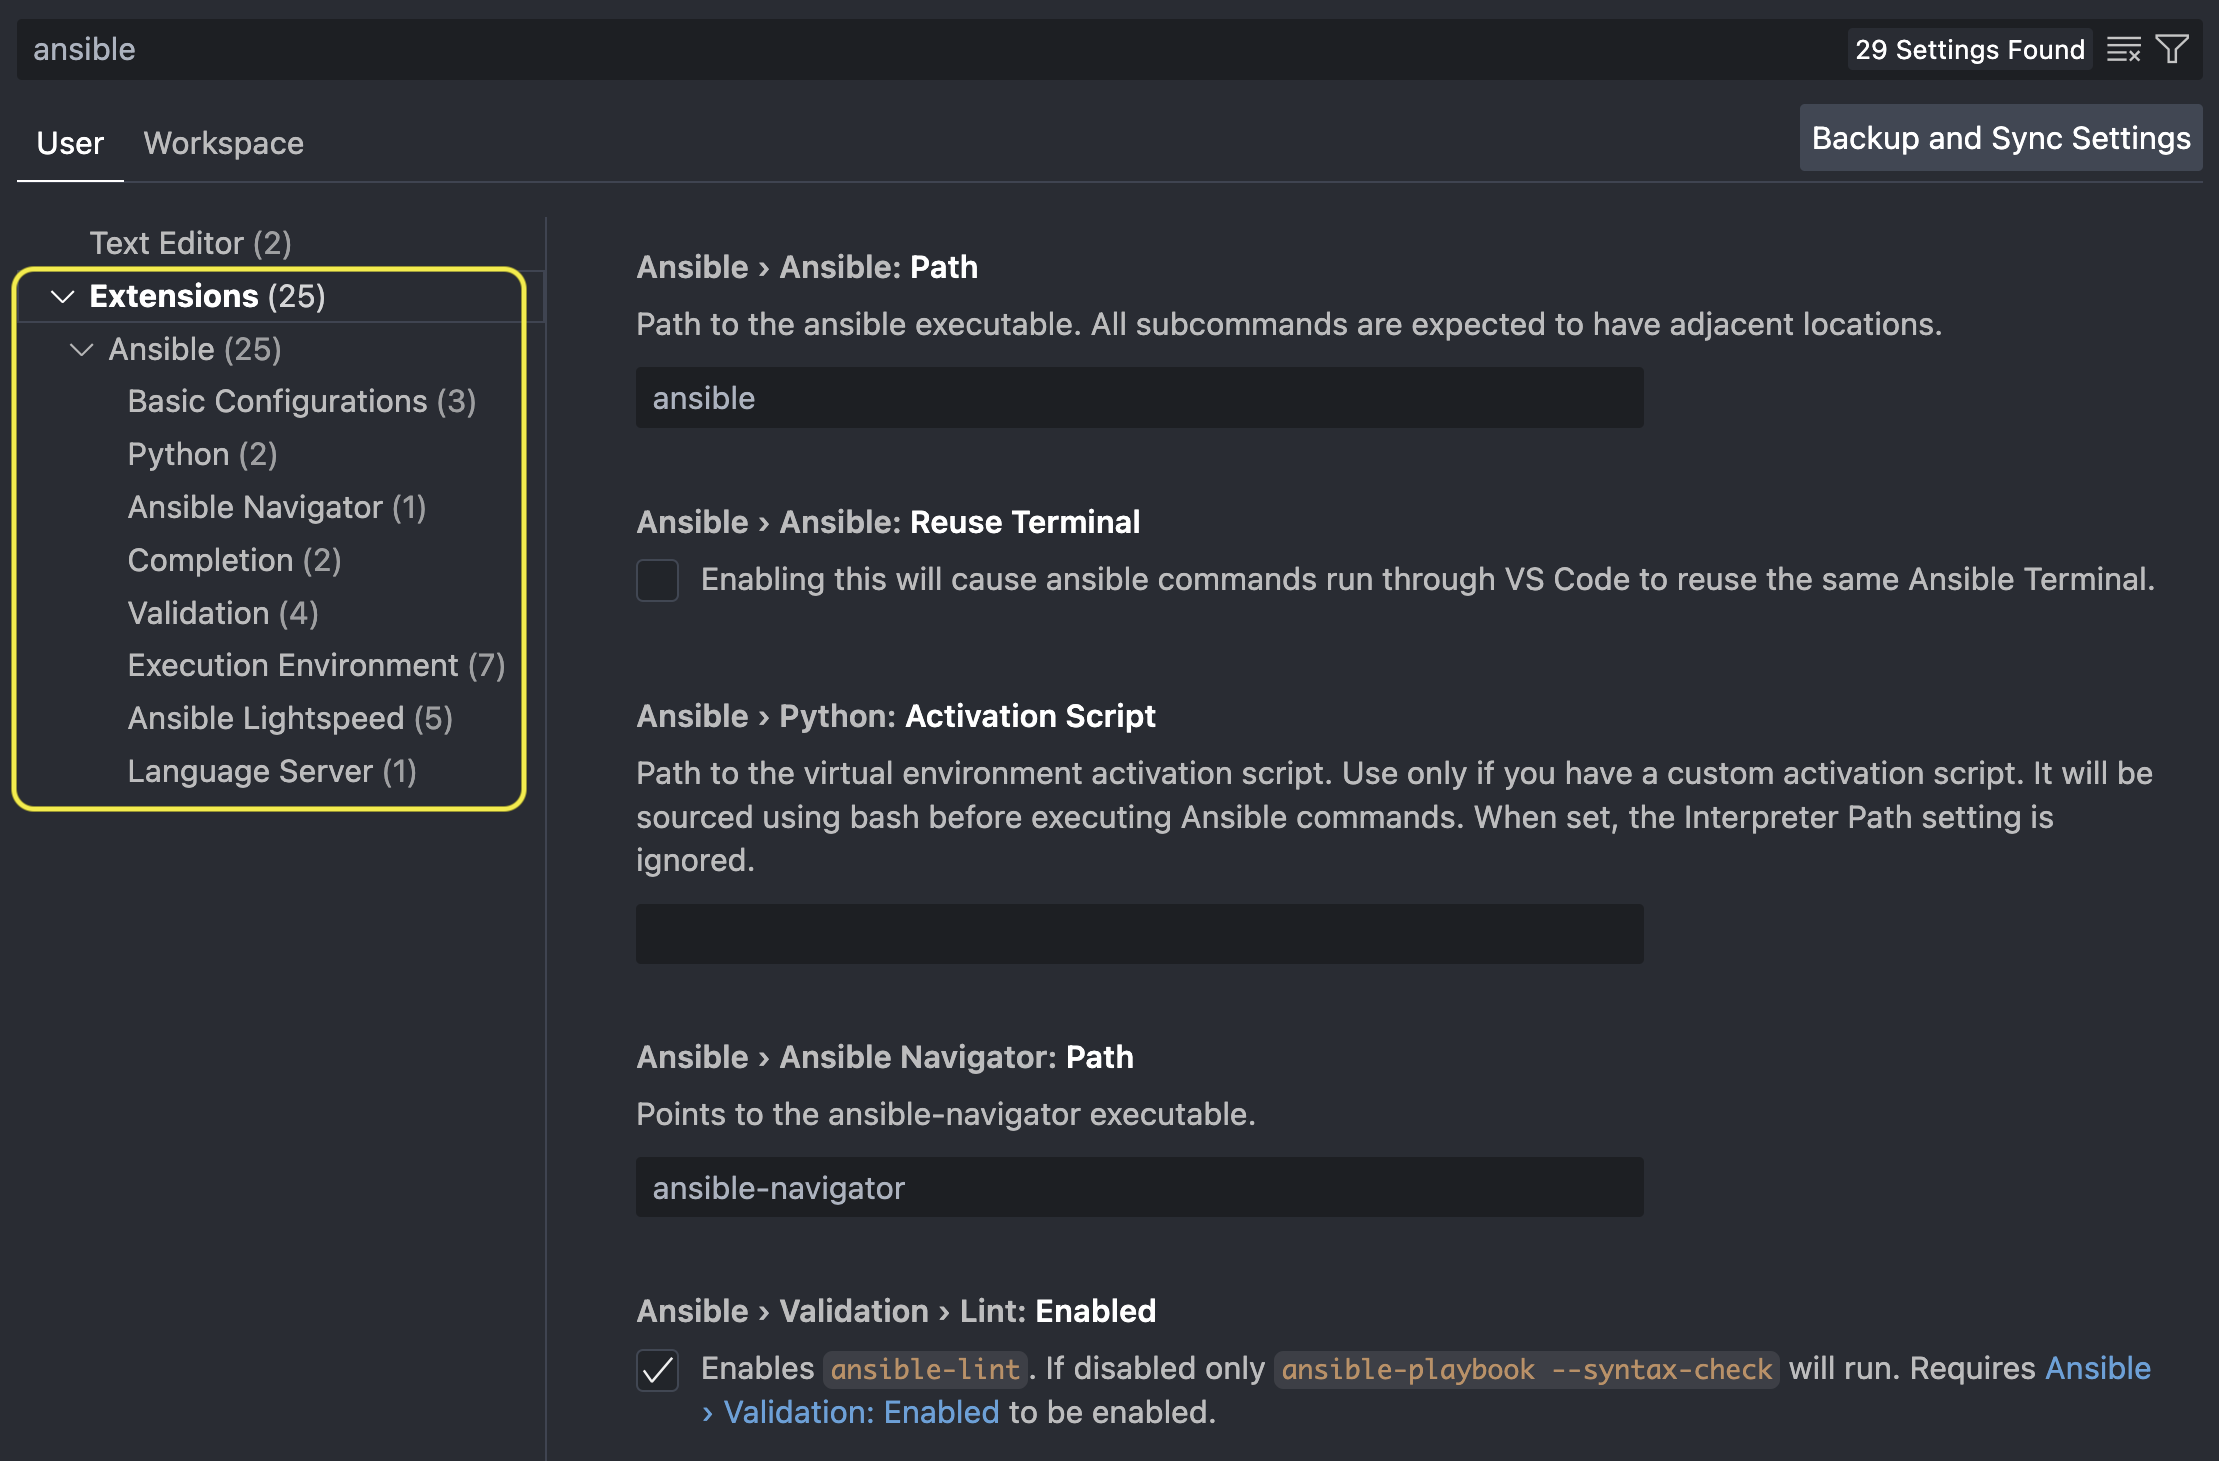 ansible
29 Settings Found
User
Workspace
Backup and Sync Settings
Text Editor (2)
Extensions (25)
Ansible (25)
Basic Configurations (3)
Python (2)
Ansible Navigator (1)
Completion (2)
Validation (4)
Execution Environment (7)
Ansible Lightspeed (5)
Language Server (1)
Ansible › Ansible: Path
Path to the ansible executable. All subcommands are expected to have adjacent locations.
ansible
Ansible › Ansible: Reuse Terminal
Enabling this will cause ansible commands run through VS Code to reuse the same Ansible Terminal.
Ansible › Python: Activation Script
Path to the virtual environment activation script. Use only if you have a custom activation script. It will be
sourced using bash before executing Ansible commands. When set, the Interpreter Path setting is
ignored.
Ansible › Ansible Navigator: Path
Points to the ansible-navigator executable.
ansible-navigator
Ansible › Validation › Lint: Enabled
Enables ansible-lint. If disabled only ansible-playbook --syntax-check will run. Requires Ansible
› Validation: Enabled to be enabled.